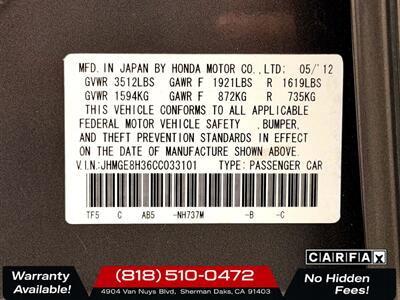 MFD. IN JAPAN BY HONDA MOTOR CO.,LTD: 05/'12
GVWR 3512LBS GAWR F 1921LBS R 1619LBS
GVWR 1594KG GAWR F 872KG R 735KG
THIS VEHICLE CONFORMS TO ALL APPLICABLE
FEDERAL MOTOR VEHICLE SAFETY ,BUMPER,
AND THEFT PREVENTION STANDARDS IN EFFECT
ON THE DATE OF MANUFACTURE SHOWN ABOVE.
V.IN:JHMGE8H36CC033101 TYPE: PASSENGER CAR
TF5 C AB5 -NH737M -B -C
CARFAX
Warranty Available!
(818) 510-0472
4904 Van Nuys Blvd, Sherman Oaks, CA 91403
No Hidden Fees!